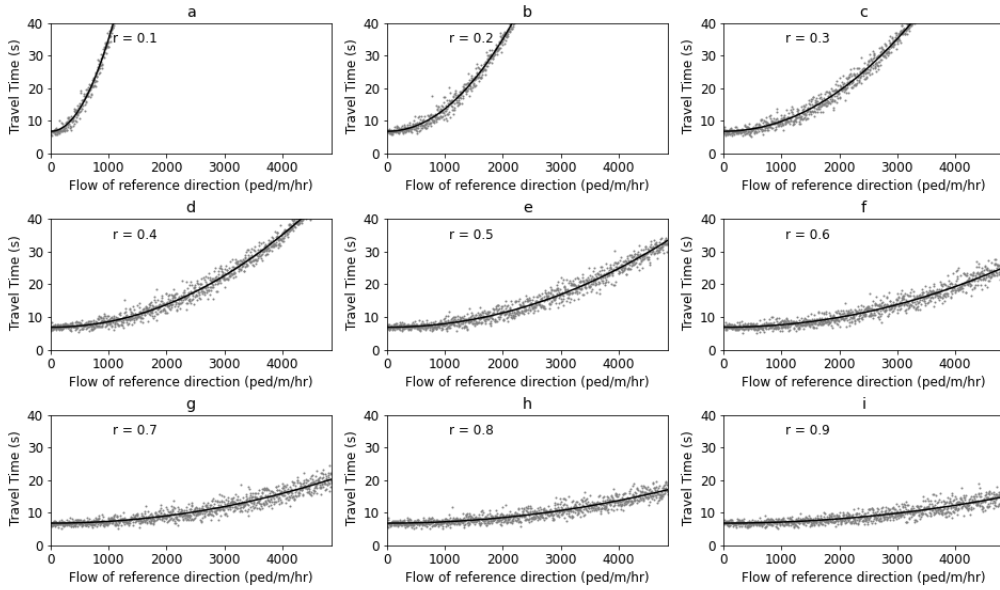 a
40
30
20
10
0
r = 0.1
Travel Time (s)
0 1000 2000 3000 4000
Flow of reference direction (ped/m/hr)
b
40
30
20
10
0
r = 0.2
Travel Time (s)
0 1000 2000 3000 4000
Flow of reference direction (ped/m/hr)
c
40
30
20
10
0
r = 0.3
Travel Time (s)
0 1000 2000 3000 4000
Flow of reference direction (ped/m/hr)
d
40
30
20
10
0
r = 0.4
Travel Time (s)
0 1000 2000 3000 4000
Flow of reference direction (ped/m/hr)
e
40
30
20
10
0
r = 0.5
Travel Time (s)
0 1000 2000 3000 4000
Flow of reference direction (ped/m/hr)
f
40
30
20
10
0
r = 0.6
Travel Time (s)
0 1000 2000 3000 4000
Flow of reference direction (ped/m/hr)
g
40
30
20
10
0
r = 0.7
Travel Time (s)
0 1000 2000 3000 4000
Flow of reference direction (ped/m/hr)
h
40
30
20
10
0
r = 0.8
Travel Time (s)
0 1000 2000 3000 4000
Flow of reference direction (ped/m/hr)
i
40
30
20
10
0
r = 0.9
Travel Time (s)
0 1000 2000 3000 4000
Flow of reference direction (ped/m/hr)